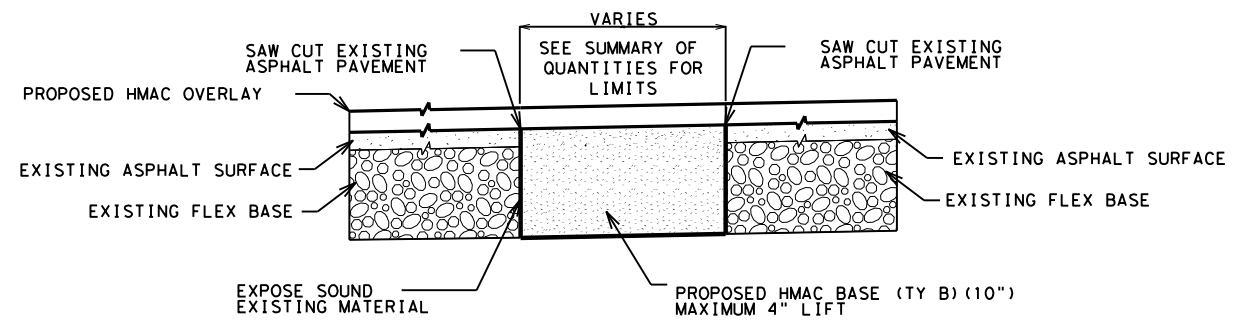 VARIES
SEE SUMMARY OF
QUANTITIES FOR
LIMITS
SAW CUT EXISTING
ASPHALT PAVEMENT
SAW CUT EXISTING
ASPHALT PAVEMENT
PROPOSED HMAC OVERLAY
EXISTING ASPHALT SURFACE
EXISTING FLEX BASE
EXISTING ASPHALT SURFACE
EXISTING FLEX BASE
EXPOSE SOUND
EXISTING MATERIAL
PROPOSED HMAC BASE (TY B)(10")
MAXIMUM 4" LIFT